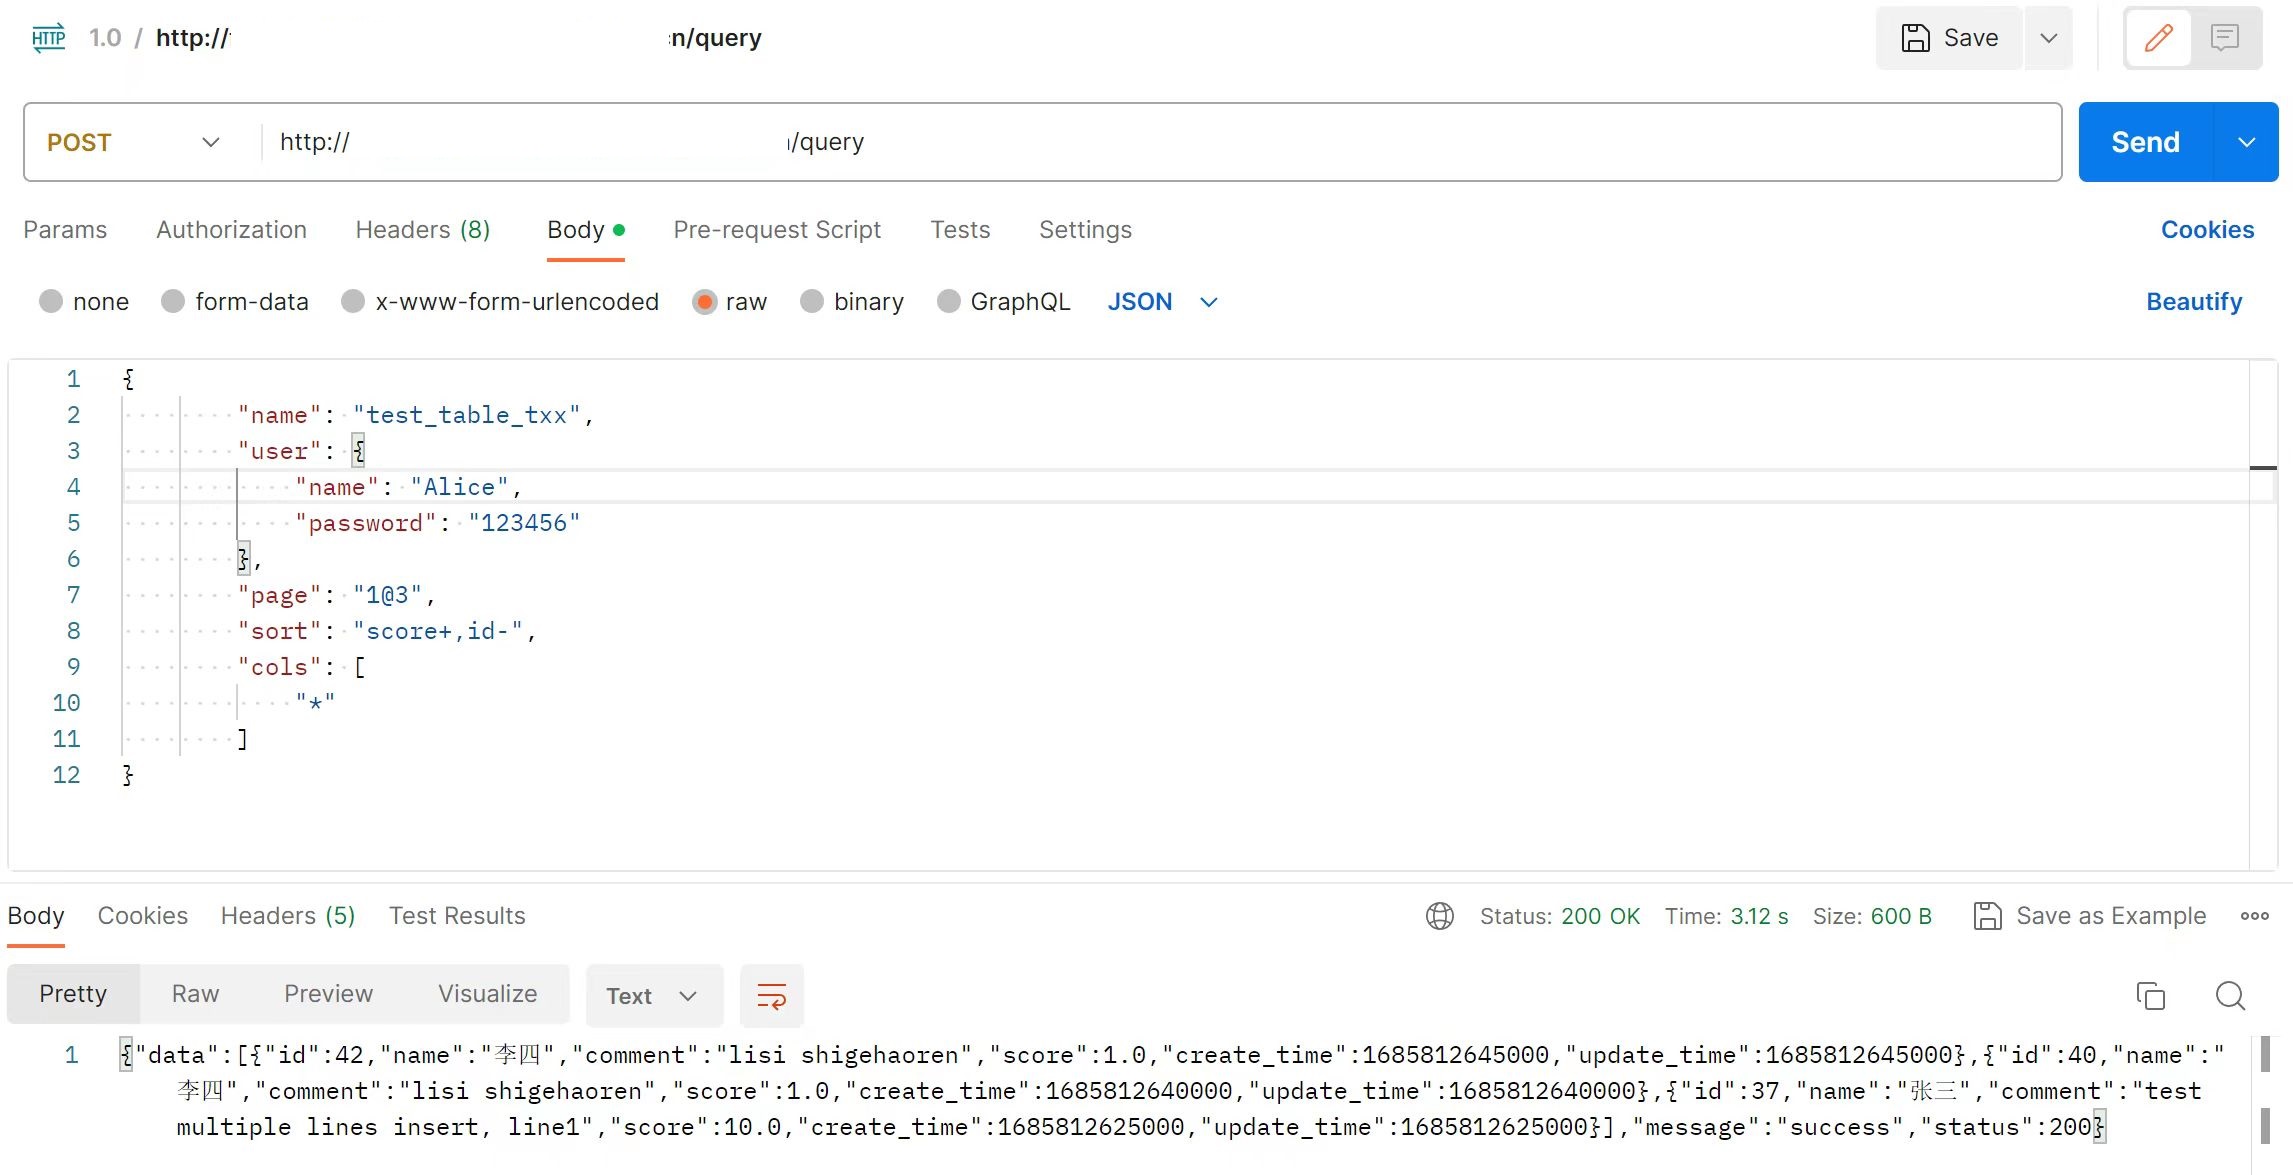 HTTP 1.0 / http:// n/query Save
POST http:// /query Send
Params Authorization Headers (8) Body Pre-request Script Tests Settings Cookies
none form-data x-www-form-urlencoded raw binary GraphQL JSON Beautify
1 {
2 "name": "test_table_txx",
3 "user": {
4 "name": "Alice",
5 "password": "123456"
6 },
7 "page": "1@3",
8 "sort": "score+,id-",
9 "cols": [
10 "*"
11 ]
12 }
Body Cookies Headers (5) Test Results Status: 200 OK Time: 3.12 s Size: 600 B Save as Example
Pretty Raw Preview Visualize Text
1 {"data":[{"id":42,"name":"李四","comment":"lisi shigehaoren","score":1.0,"create_time":1685812645000,"update_time":1685812645000},{"id":40,"name":"
李四","comment":"lisi shigehaoren","score":1.0,"create_time":1685812640000,"update_time":1685812640000},{"id":37,"name":"张三","comment":"test
multiple lines insert, line1","score":10.0,"create_time":1685812625000,"update_time":1685812625000}],"message":"success","status":200}